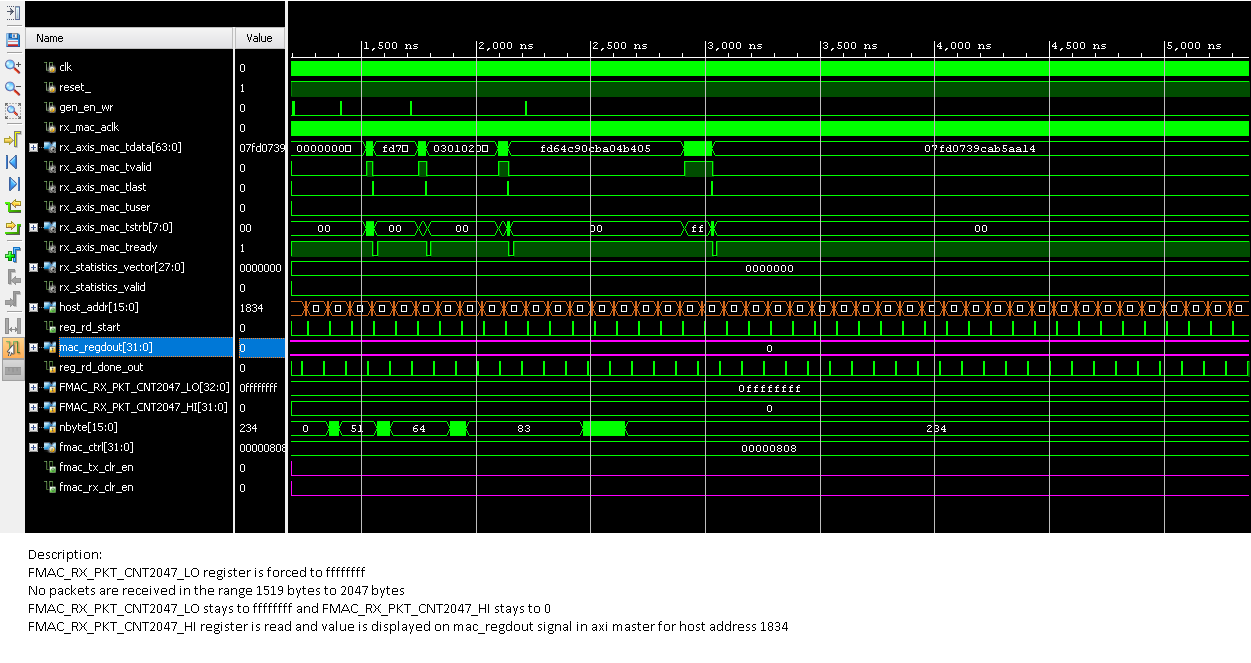 Name Value
1,500 ns 2,000 ns 2,500 ns 3,000 ns 3,500 ns 4,000 ns 4,500 ns 5,000 ns
clk 0
reset_ 1
gen_en_wr 0
rx_mac_aclk 0
rx_axis_mac_tdata[63:0] 07fd0739 0000000 fd7 0301020 fd64c90cba04b405 07fd0739cab5aa14
rx_axis_mac_tvalid 0
rx_axis_mac_tlast 0
rx_axis_mac_tuser 0
rx_axis_mac_tstrb[7:0] 00 00 00 00 00 ff 00
rx_axis_mac_tready 1
rx_statistics_vector[27:0] 0000000 0000000
rx_statistics_valid 0
host_addr[15:0] 1834
reg_rd_start 0
mac_regdout[31:0] 0 0
reg_rd_done_out 0
FMAC_RX_PKT_CNT2047_LO[32:0] 0ffffffff 0ffffffff
FMAC_RX_PKT_CNT2047_HI[31:0] 0 0
nbyte[15:0] 234 0 51 64 83 234
fmac_ctrl[31:0] 00000808 00000808
fmac_tx_clr_en 0
fmac_rx_clr_en 0
Description:
FMAC_RX_PKT_CNT2047_LO register is forced to ffffffff
No packets are received in the range 1519 bytes to 2047 bytes
FMAC_RX_PKT_CNT2047_LO stays to ffffffff and FMAC_RX_PKT_CNT2047_HI stays to 0
FMAC_RX_PKT_CNT2047_HI register is read and value is displayed on mac_regdout signal in axi master for host address 1834